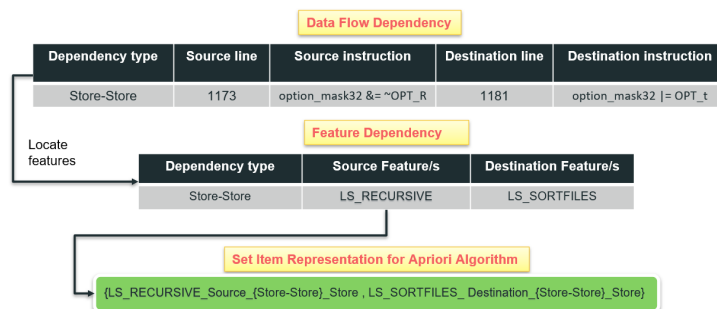 Data Flow Dependency
Dependency type Source line Source instruction Destination line Destination instruction
Store-Store 1173 option_mask32 &= ~OPT_R 1181 option_mask32 |= OPT_t
Locate
features
Feature Dependency
Dependency type Source Feature/s Destination Feature/s
Store-Store LS_RECURSIVE LS_SORTFILES
Set Item Representation for Apriori Algorithm
{LS_RECURSIVE_Source_{Store-Store}_Store , LS_SORTFILES_ Destination_{Store-Store}_Store}